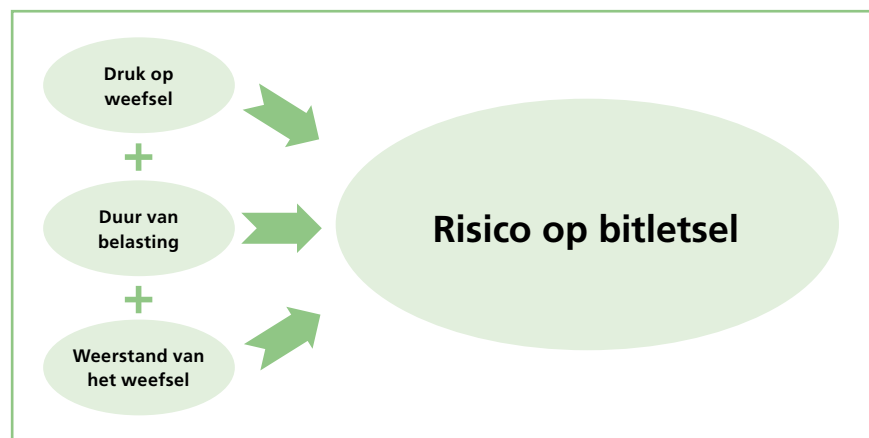 Druk op
weefsel
+
Duur van
belasting
+
Weerstand van
het weefsel
Risico op bitletsel